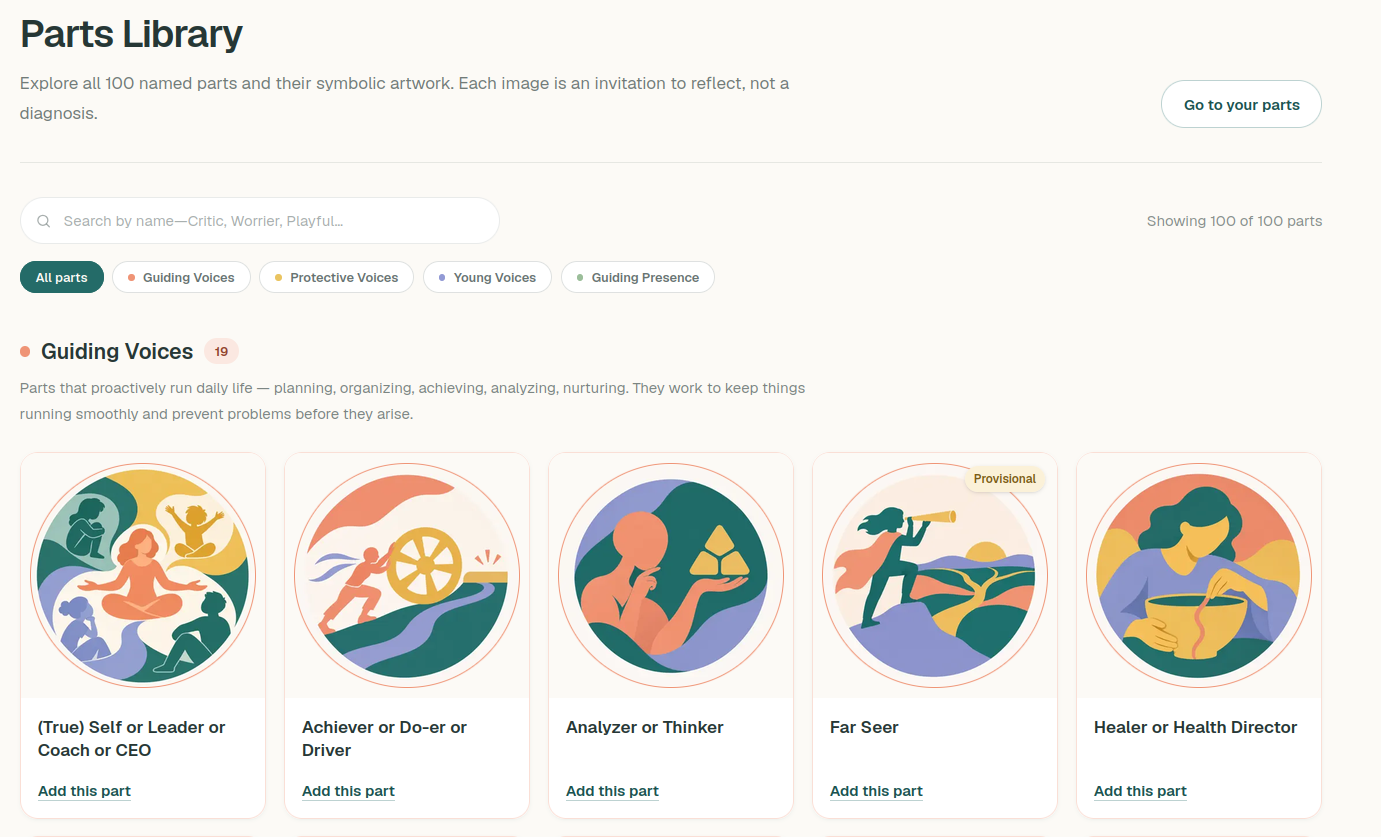 Parts Library
Explore all 100 named parts and their symbolic artwork. Each image is an invitation to reflect, not a
diagnosis.
Go to your parts
Search by name—Critic, Worrier, Playful...
Showing 100 of 100 parts
All parts
Guiding Voices
Protective Voices
Young Voices
Guiding Presence
Guiding Voices
19
Parts that proactively run daily life — planning, organizing, achieving, analyzing, nurturing. They work to keep things
running smoothly and prevent problems before they arise.
Provisional
(True) Self or Leader or
Coach or CEO
Add this part
Achiever or Do-er or
Driver
Add this part
Analyzer or Thinker
Add this part
Far Seer
Add this part
Healer or Health Director
Add this part